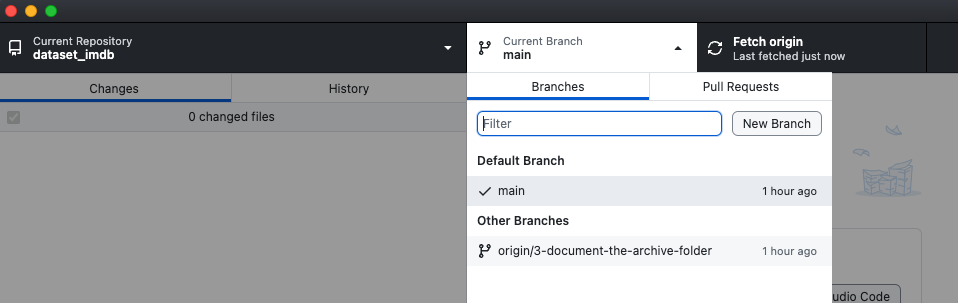 Current Repository
dataset_imdb
Current Branch
main
Fetch origin
Last fetched just now
Changes
History
0 changed files
Branches
Pull Requests
Filter
New Branch
Default Branch
main
1 hour ago
Other Branches
origin/3-document-the-archive-folder
1 hour ago
udio Code